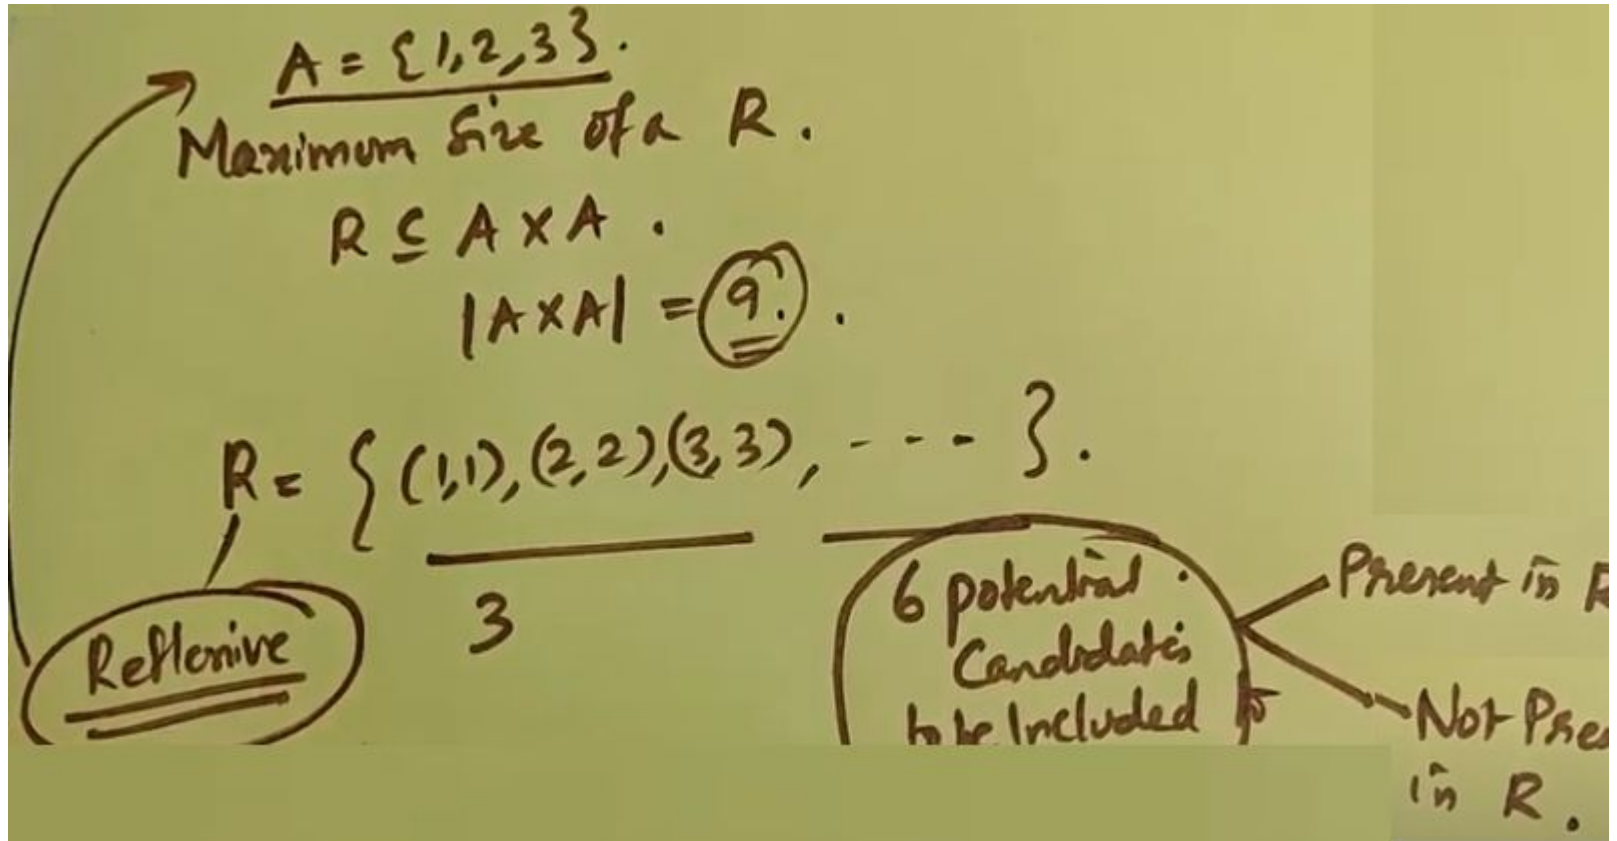 A = {1,2,3}.
Maximum Size of a R.
R ⊆ A X A .
|A X A| = 9. .
R = { (1,1), (2,2), (3,3), - - - - }.
Reflexive
3
6 potential
Candidates
to be Included
Present in R
Not Pres
in R .